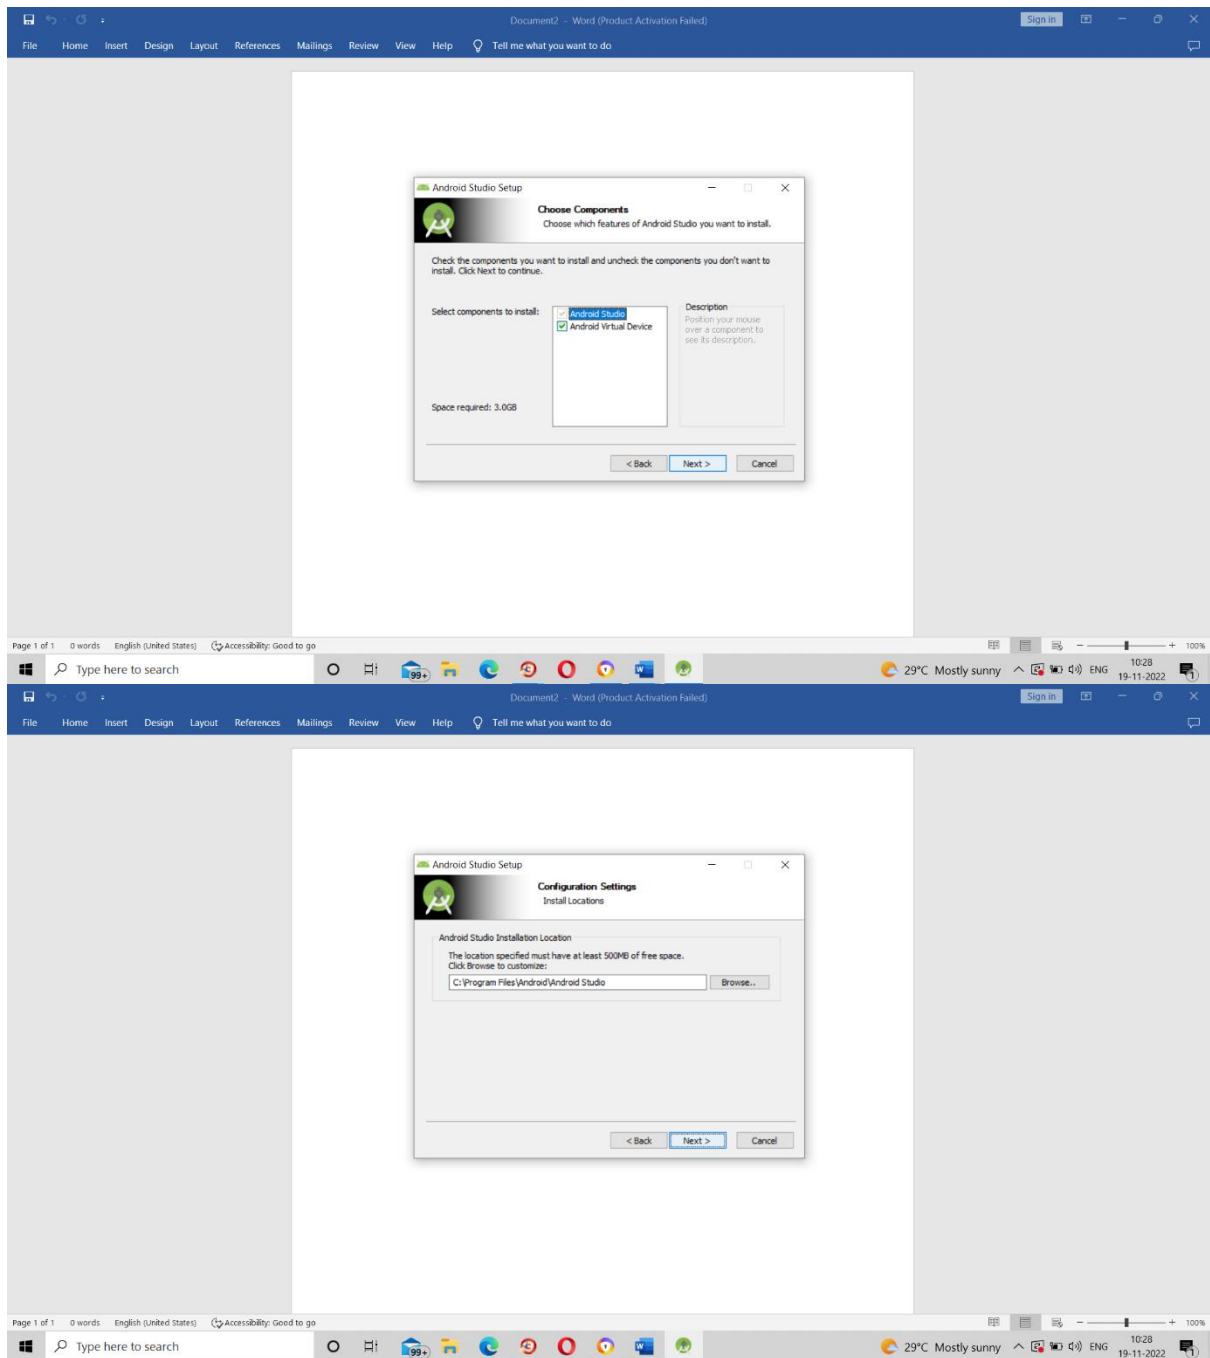 Document2 - Word (Product Activation Failed)
Sign in
File Home Insert Design Layout References Mailings Review View Help Tell me what you want to do
Android Studio Setup
Choose Components
Choose which features of Android Studio you want to install.
Check the components you want to install and uncheck the components you don't want to
install. Click Next to continue.
Select components to install:
Android Studio
Android Virtual Device
Description
Position your mouse
over a component to
see its description.
Space required: 3.0GB
< Back Next > Cancel
Page 1 of 1 0 words English (United States) Accessibility: Good to go
100%
Type here to search
99+
29°C Mostly sunny
ENG
10:28
19-11-2022
1
Document2 - Word (Product Activation Failed)
Sign in
File Home Insert Design Layout References Mailings Review View Help Tell me what you want to do
Android Studio Setup
Configuration Settings
Install Locations
Android Studio Installation Location
The location specified must have at least 500MB of free space.
Click Browse to customize:
C:\Program Files\Android\Android Studio
Browse...
< Back Next > Cancel
Page 1 of 1 0 words English (United States) Accessibility: Good to go
100%
Type here to search
99+
29°C Mostly sunny
ENG
10:28
19-11-2022
1